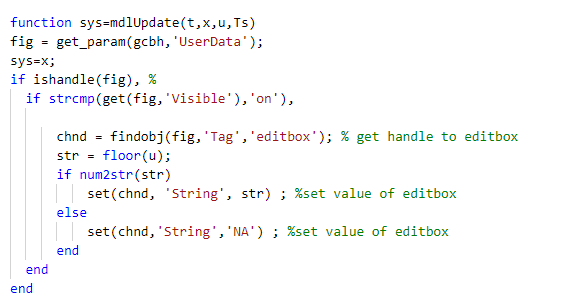 function sys=mdlUpdate(t,x,u,Ts)
fig = get_param(gcbh,'UserData');
sys=x;
if ishandle(fig), %
if strcmp(get(fig,'Visible'),'on'),
chnd = findobj(fig,'Tag','editbox'); % get handle to editbox
str = floor(u);
if num2str(str)
set(chnd, 'String', str) ; %set value of editbox
else
set(chnd,'String','NA') ; %set value of editbox
end
end
end